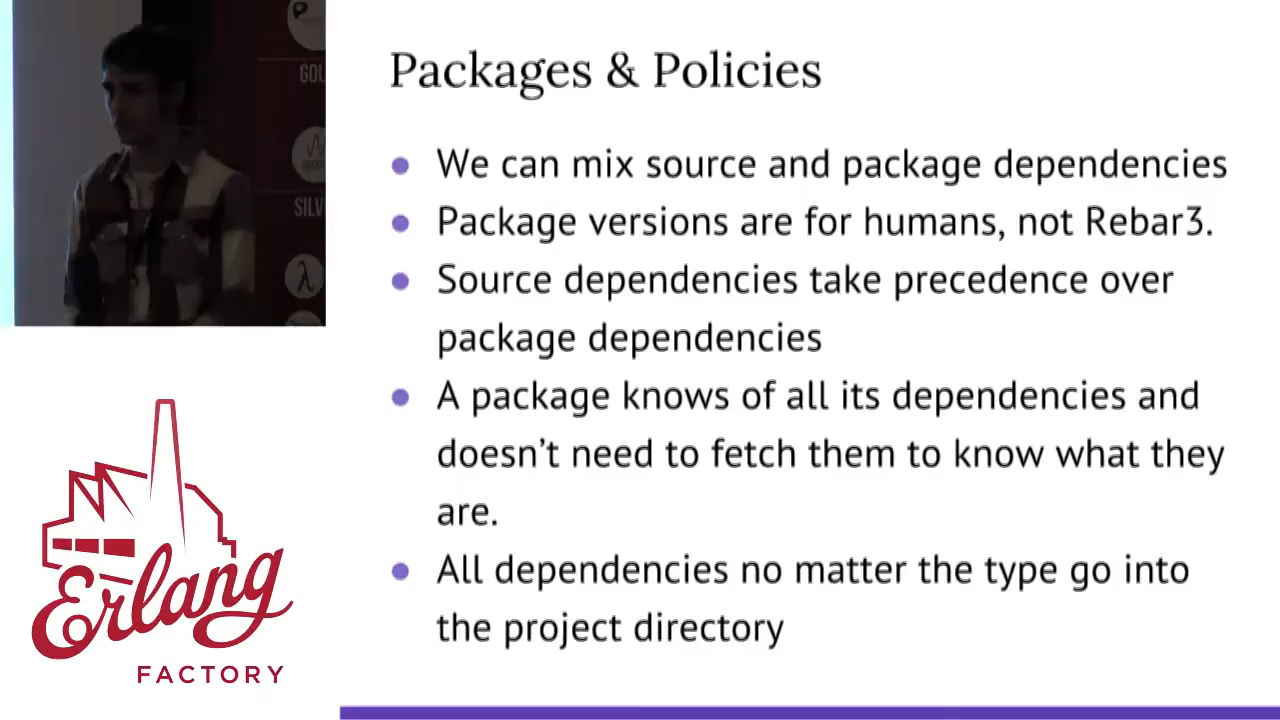 Packages & Policies
We can mix source and package dependencies
Package versions are for humans, not Rebar3.
Source dependencies take precedence over
package dependencies
A package knows of all its dependencies and
doesn't need to fetch them to know what they
are.
All dependencies no matter the type go into
the project directory
GOL
SILV
λ
Erlang
FACTORY